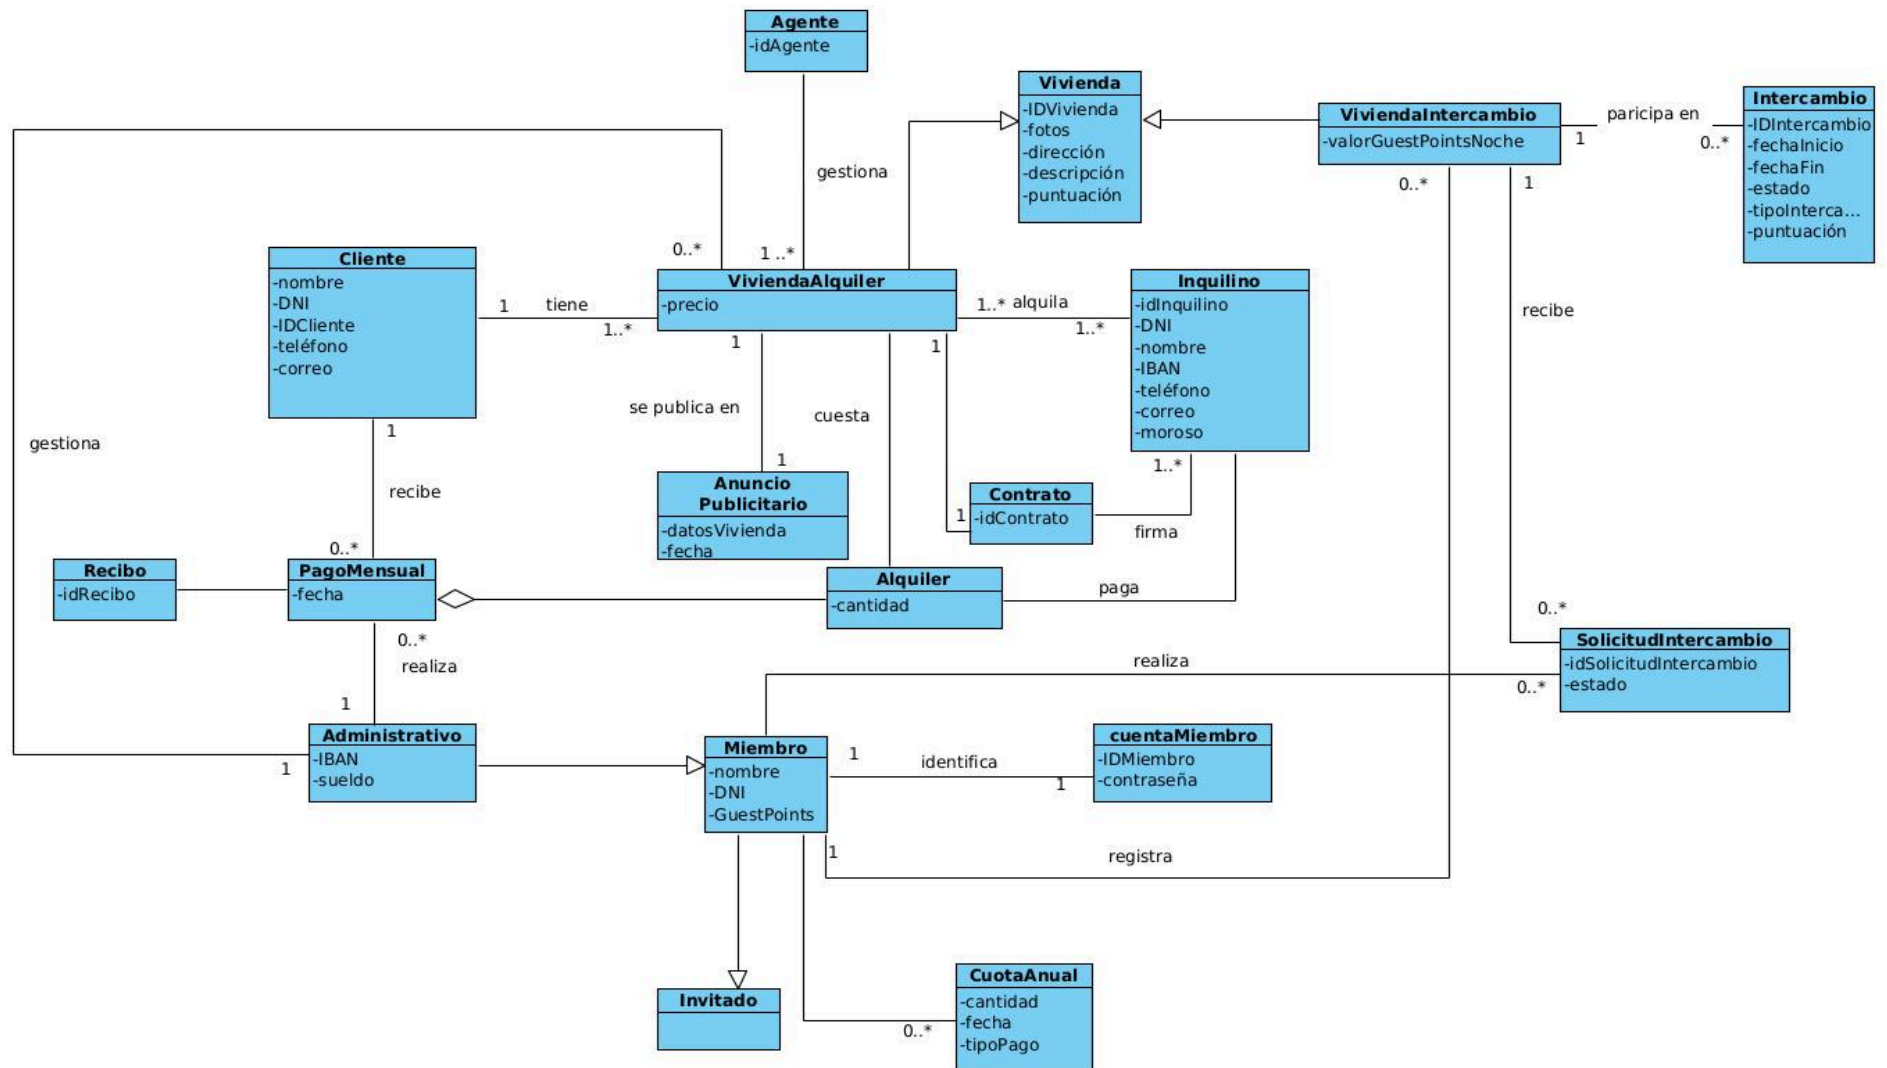 Agente
-idAgente
gestiona
1 ..*
Vivienda
-IDVivienda
-fotos
-dirección
-descripción
-puntuación
ViviendaIntercambio
-valorGuestPointsNoche
paricipa en
1
0..*
Intercambio
-IDIntercambio
-fechaInicio
-fechaFin
-estado
-tipoInterca...
-puntuación
0..*
1
recibe
0..*
Cliente
-nombre
-DNI
-IDCliente
-teléfono
-correo
1
tiene
1..*
0..*
ViviendaAlquiler
-precio
1..*
alquila
1..*
Inquilino
-idInquilino
-DNI
-nombre
-IBAN
-teléfono
-correo
-moroso
1
1
se publica en
1
cuesta
Anuncio
Publicitario
-datosVivienda
-fecha
1
Contrato
-idContrato
1..*
firma
gestiona
1
recibe
0..*
Recibo
-idRecibo
PagoMensual
-fecha
Alquiler
-cantidad
paga
0..*
realiza
1
SolicitudIntercambio
-idSolicitudIntercambio
-estado
realiza
0..*
1
Administrativo
-IBAN
-sueldo
Miembro
-nombre
-DNI
-GuestPoints
1
identifica
1
cuentaMiembro
-IDMiembro
-contraseña
1
registra
Invitado
0..*
CuotaAnual
-cantidad
-fecha
-tipoPago